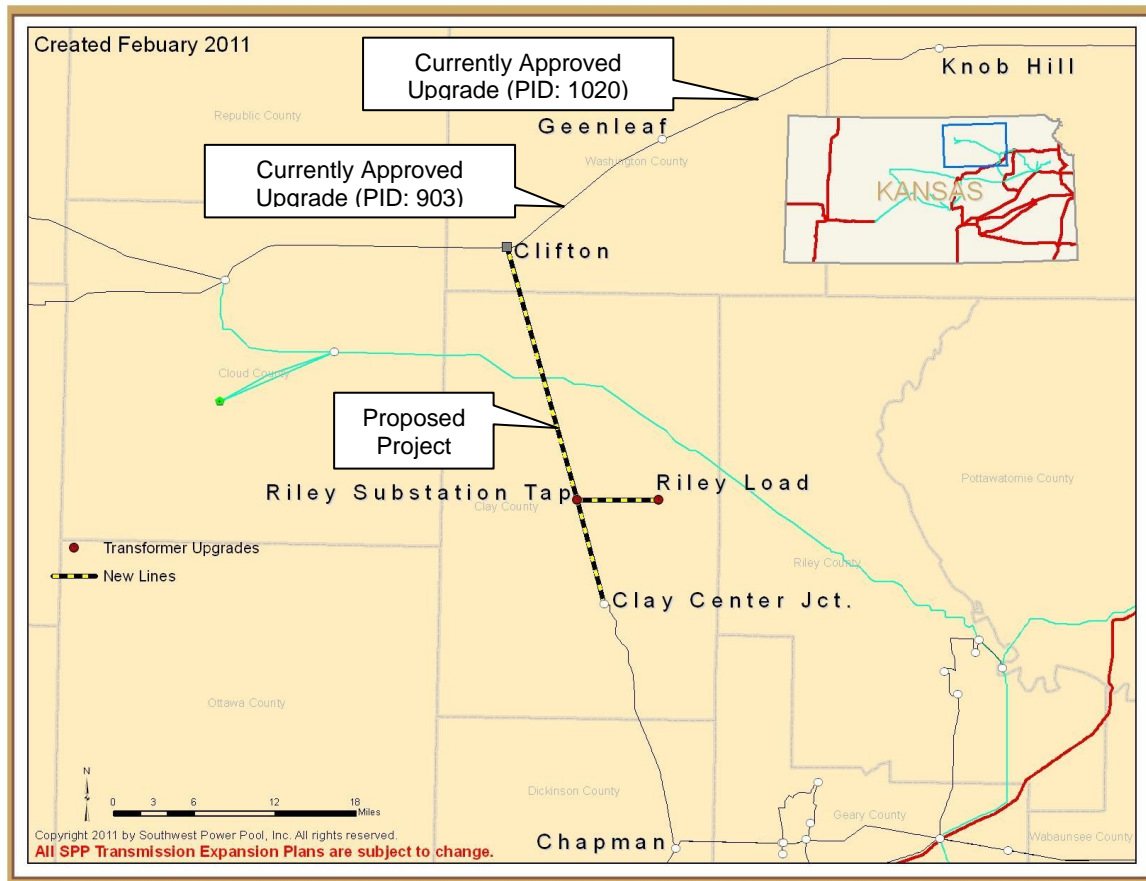 Created Febuary 2011
Currently Approved
Upgrade (PID: 1020)
Knob Hill
Republic County
Geenleaf
Washington County
Currently Approved
Upgrade (PID: 903)
KANSAS
Clifton
Cloud County
Proposed
Project
Riley Substation Tap
Riley Load
Clay County
Pottawatomie County
Transformer Upgrades
New Lines
Riley County
Clay Center Jct.
Ottawa County
N
Dickinson County
0 3 6 12 18
Miles
Geary County
Copyright 2011 by Southwest Power Pool, Inc. All rights reserved.
Chapman
Wabaunsee County
All SPP Transmission Expansion Plans are subject to change.